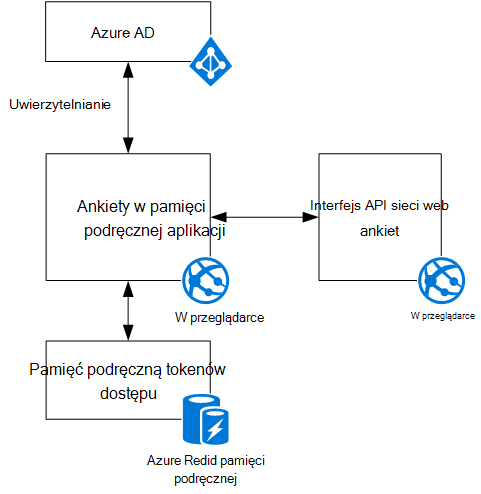 Azure AD
Uwierzytelnianie
Ankiety w pamięci
podręcznej aplikacji
Interfejs API sieci web
ankiet
W przeglądarce
W przeglądarce
Pamięć podręczną tokenów
dostępu
Azure Redid pamięci
podręcznej